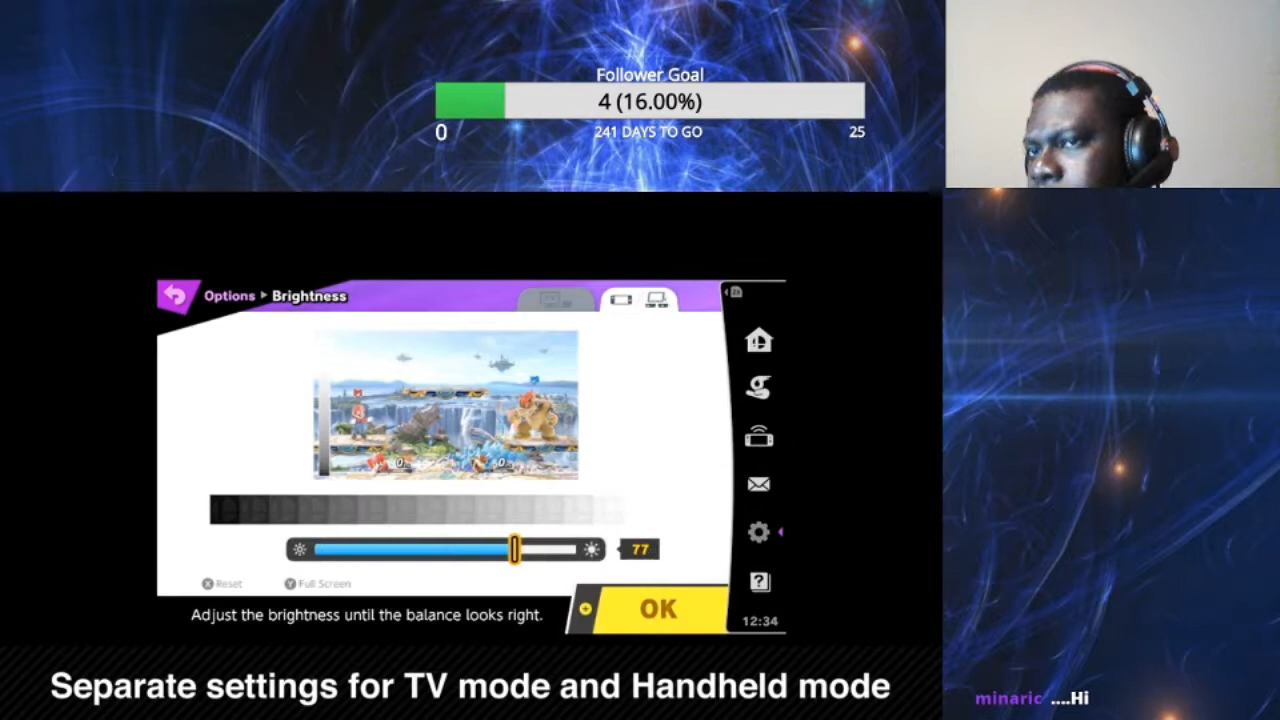 Follower Goal
4 (16.00%)
0
241 DAYS TO GO
25
Options ▸ Brightness
77
X Reset
Y Full Screen
Adjust the brightness until the balance looks right.
OK
12:34
Separate settings for TV mode and Handheld mode
minaric ....Hi